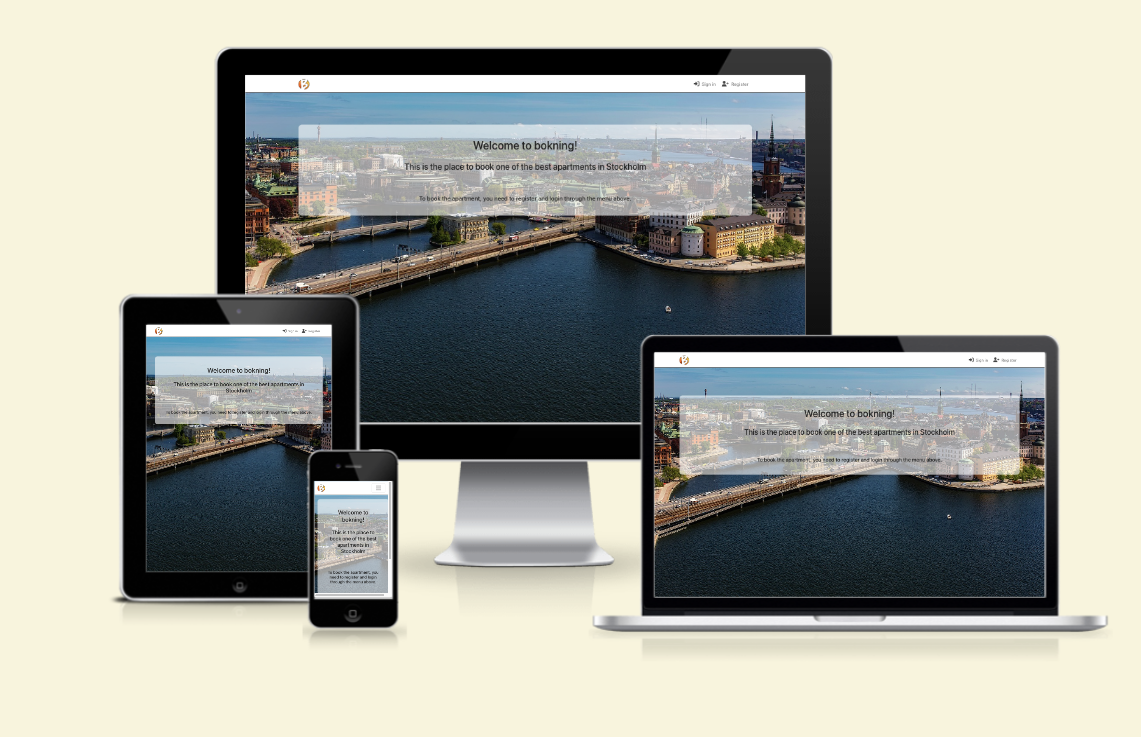 Sign In Register
Welcome to bokning!
This is the place to book one of the best apartments in Stockholm
To book the apartment, you need to register and login through the menu above.
Sign In Register
Welcome to bokning!
This is the place to book one of the best apartments in
Stockholm
To book the apartment, you need to register and login through the menu above.
Welcome to
bokning!
This is the place to
book one of the best
apartments in
Stockholm
To book the apartment, you
need to register and login
through the menu above.
Sign In Register
Welcome to bokning!
This is the place to book one of the best apartments in Stockholm
To book the apartment, you need to register and login through the menu above.